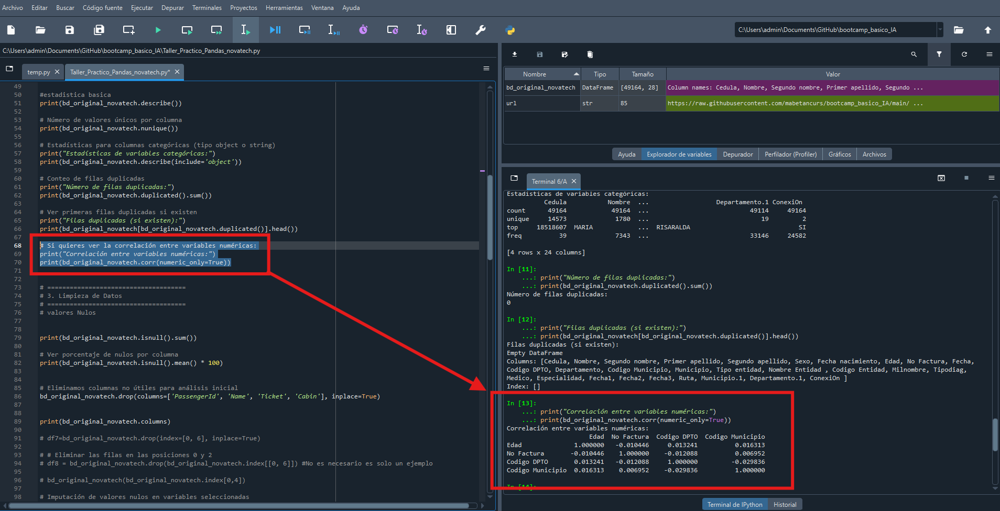 Archivo Editar Buscar Código fuente Ejecutar Depurar Terminales Proyectos Herramientas Ventana Ayuda
C:\Users\admin\Documents\GitHub\bootcamp_basico_IA
C:\Users\admin\Documents\GitHub\bootcamp_basico_IA\Taller_Practico_Pandas_novatech.py
temp.py Taller_Practico_Pandas_novatech.py*
49
50 #estadistica basica
51 print(bd_original_novatech.describe())
52
53 # Número de valores únicos por columna
54 print(bd_original_novatech.nunique())
55
56 # Estadísticas para columnas categóricas (tipo object o string)
57 print("Estadísticas de variables categóricas:")
58 print(bd_original_novatech.describe(include='object'))
59
60 # Conteo de filas duplicadas
61 print("Número de filas duplicadas:")
62 print(bd_original_novatech.duplicated().sum())
63
64 # Ver primeras filas duplicadas si existen
65 print("Filas duplicadas (si existen):")
66 print(bd_original_novatech[bd_original_novatech.duplicated()].head())
67
68 # Si quieres ver la correlación entre variables numéricas:
69 print("Correlación entre variables numéricas:")
70 print(bd_original_novatech.corr(numeric_only=True))
71
72
73 # =====================================
74 # 3. Limpieza de Datos
75 # =====================================
76 # valores Nulos
77
78
79 print(bd_original_novatech.isnull().sum())
80
81 # Ver porcentaje de nulos por columna
82 print(bd_original_novatech.isnull().mean() * 100)
83
84
85 # Eliminamos columnas no útiles para análisis inicial
86 bd_original_novatech.drop(columns=['PassengerId', 'Name', 'Ticket', 'Cabin'], inplace=True)
87
88
89 print(bd_original_novatech.columns)
90
91 # df7=bd_original_novatech.drop(index=[0, 6], inplace=True)
92
93 # # Eliminar las filas en las posiciones 0 y 2
94 # df8 = bd_original_novatech.drop(bd_original_novatech.index[[0, 6]]) #No es necesario es solo un ejemplo
95
96 # bd_original_novatech(bd_original_novatech.index[0,4])
97
98 # Imputación de valores nulos en variables seleccionadas
Nombre Tipo Tamaño Valor
bd_original_novatech DataFrame [49164, 28] Column names: Cedula, Nombre, Segundo nombre, Primer apellido, Segundo ...
url str 85 https://raw.githubusercontent.com/mabetancurs/bootcamp_basico_IA/main/ ...
Ayuda Explorador de variables Depurador Perfilador (Profiler) Gráficos Archivos
Terminal 6/A
Estadísticas de variables categóricas:
Cedula Nombre ... Departamento.1 ConexiOn
count 49164 49164 ... 49114 49164
unique 14573 1780 ... 19 2
top 18518607 MARIA ... RISARALDA SI
freq 39 7343 ... 33146 24582
[4 rows x 24 columns]
In [11]:
...: print("Número de filas duplicadas:")
...: print(bd_original_novatech.duplicated().sum())
Número de filas duplicadas:
0
In [12]:
...: print("Filas duplicadas (si existen):")
...: print(bd_original_novatech[bd_original_novatech.duplicated()].head())
Filas duplicadas (si existen):
Empty DataFrame
Columns: [Cedula, Nombre, Segundo nombre, Primer apellido, Segundo apellido, Sexo, Fecha nacimiento, Edad, No Factura, Fecha,
Codigo DPTO, Departamento, Codigo Municipio, Municipio, Tipo entidad, Nombre Entidad , Codigo Entidad, Milnombre, Tipodiag,
Medico, Especialidad, Fecha1, Fecha2, Fecha3, Ruta, Municipio.1, Departamento.1, ConexiOn ]
Index: []
In [13]:
...: print("Correlación entre variables numéricas:")
...: print(bd_original_novatech.corr(numeric_only=True))
Correlación entre variables numéricas:
Edad No Factura Codigo DPTO Codigo Municipio
Edad 1.000000 -0.010446 0.013241 0.016313
No Factura -0.010446 1.000000 -0.012088 0.006952
Codigo DPTO 0.013241 -0.012088 1.000000 -0.029836
Codigo Municipio 0.016313 0.006952 -0.029836 1.000000
In [14]:
Terminal de IPython Historial